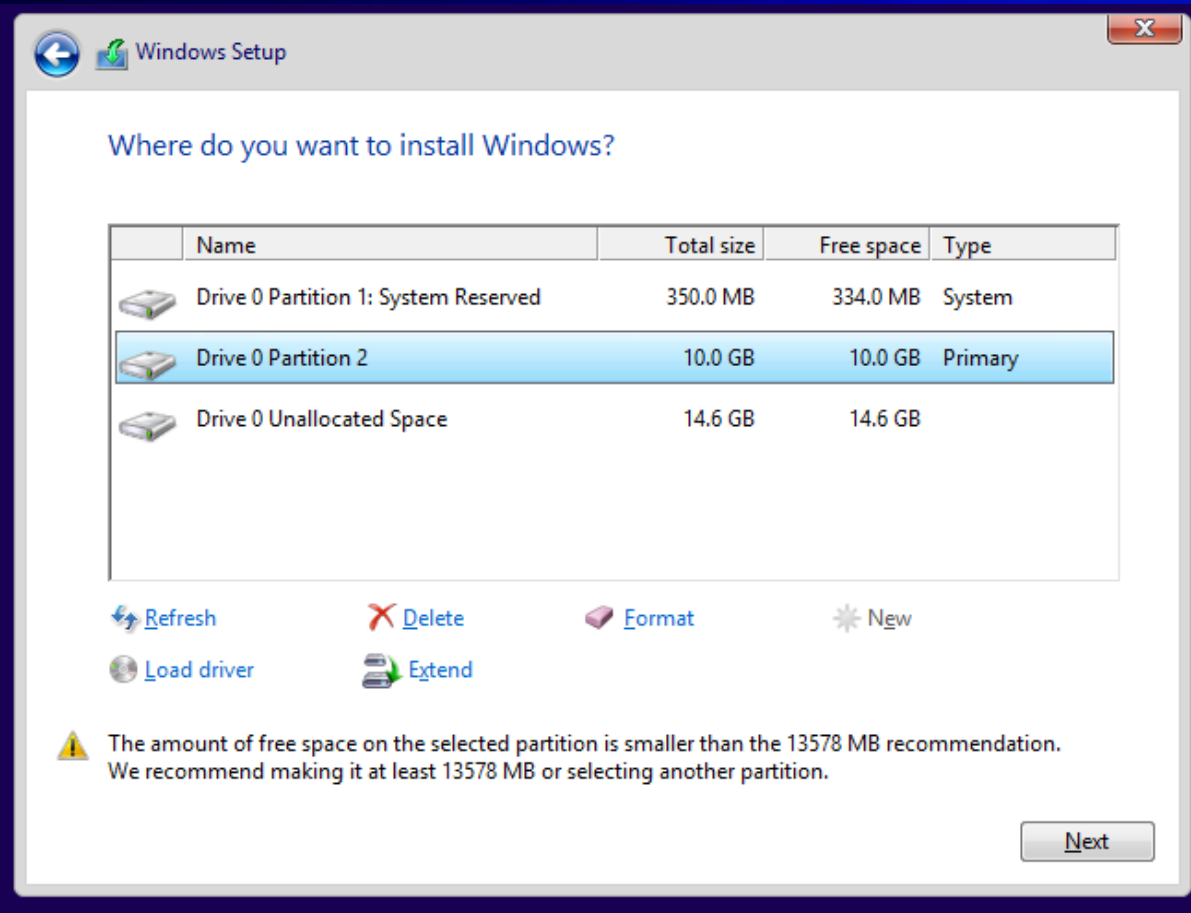 Windows Setup
Where do you want to install Windows?
Name Total size Free space Type
Drive 0 Partition 1: System Reserved 350.0 MB 334.0 MB System
Drive 0 Partition 2 10.0 GB 10.0 GB Primary
Drive 0 Unallocated Space 14.6 GB 14.6 GB
Refresh Delete Format New
Load driver Extend
The amount of free space on the selected partition is smaller than the 13578 MB recommendation.
We recommend making it at least 13578 MB or selecting another partition.
Next